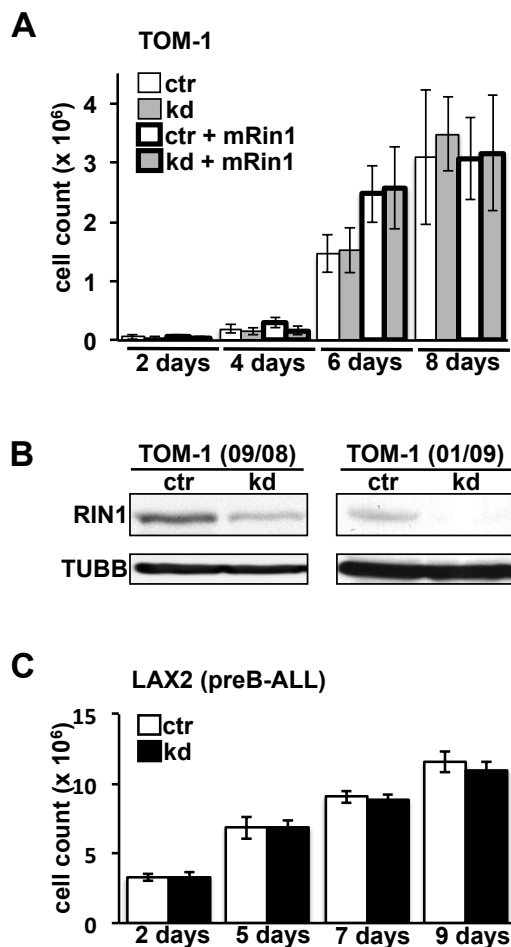 A
TOM-1
ctr
kd
ctr + mRin1
kd + mRin1
cell count (x 10⁶)
4
3
2
1
0
2 days 4 days 6 days 8 days
B
TOM-1 (09/08) TOM-1 (01/09)
ctr kd ctr kd
RIN1
TUBB
C
LAX2 (preB-ALL)
ctr
kd
cell count (x 10⁶)
15
10
5
0
2 days 5 days 7 days 9 days